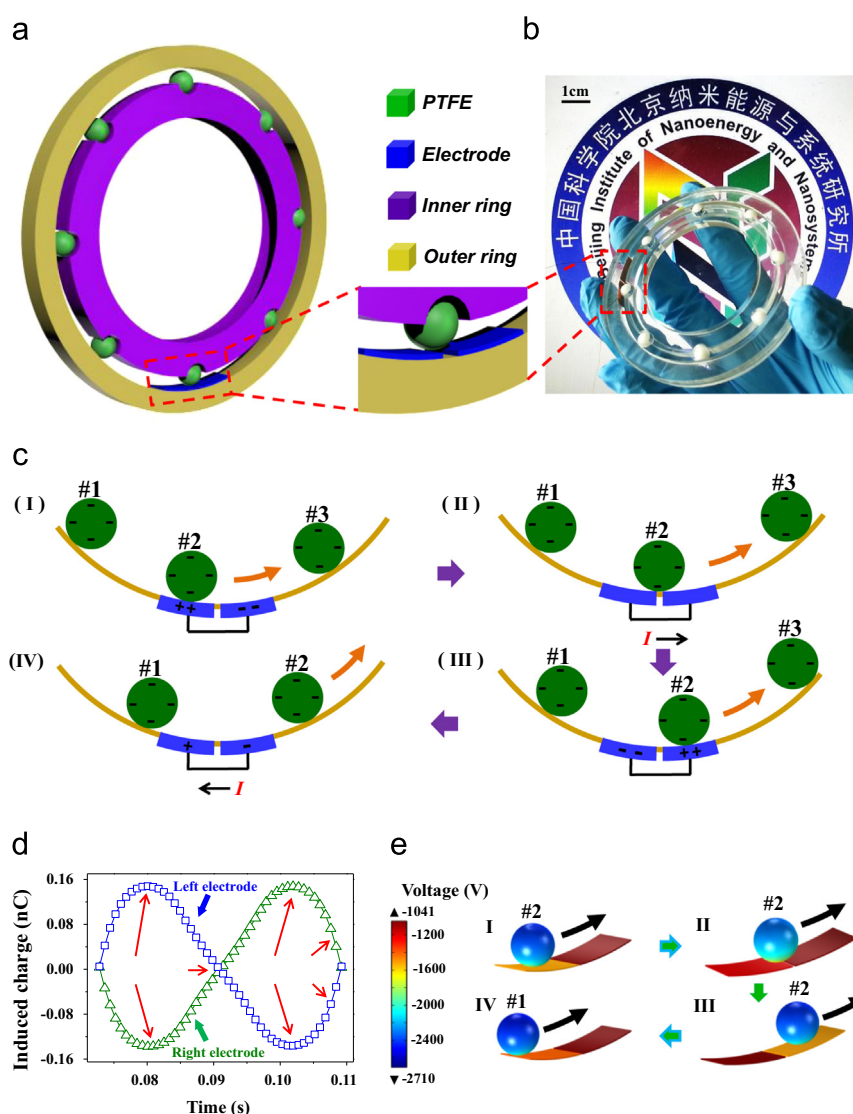 a
b
PTFE
Electrode
Inner ring
Outer ring
1cm
中国科学院北京纳米能源与系统研究所
Beijing Institute of Nanoenergy and Nanosystem
c
( I )
#1
#2
#3
( II )
#1
#2
#3
I
(IV)
#1
#2
I
( III )
#1
#2
#3
d
Induced charge (nC)
0.16
0.08
0.00
-0.08
-0.16
Left electrode
Right electrode
0.08
0.09
0.10
0.11
Time (s)
e
Voltage (V)
▲ -1041
-1200
-1600
-2000
-2400
▼ -2710
I
#2
II
#2
IV
#1
III
#2